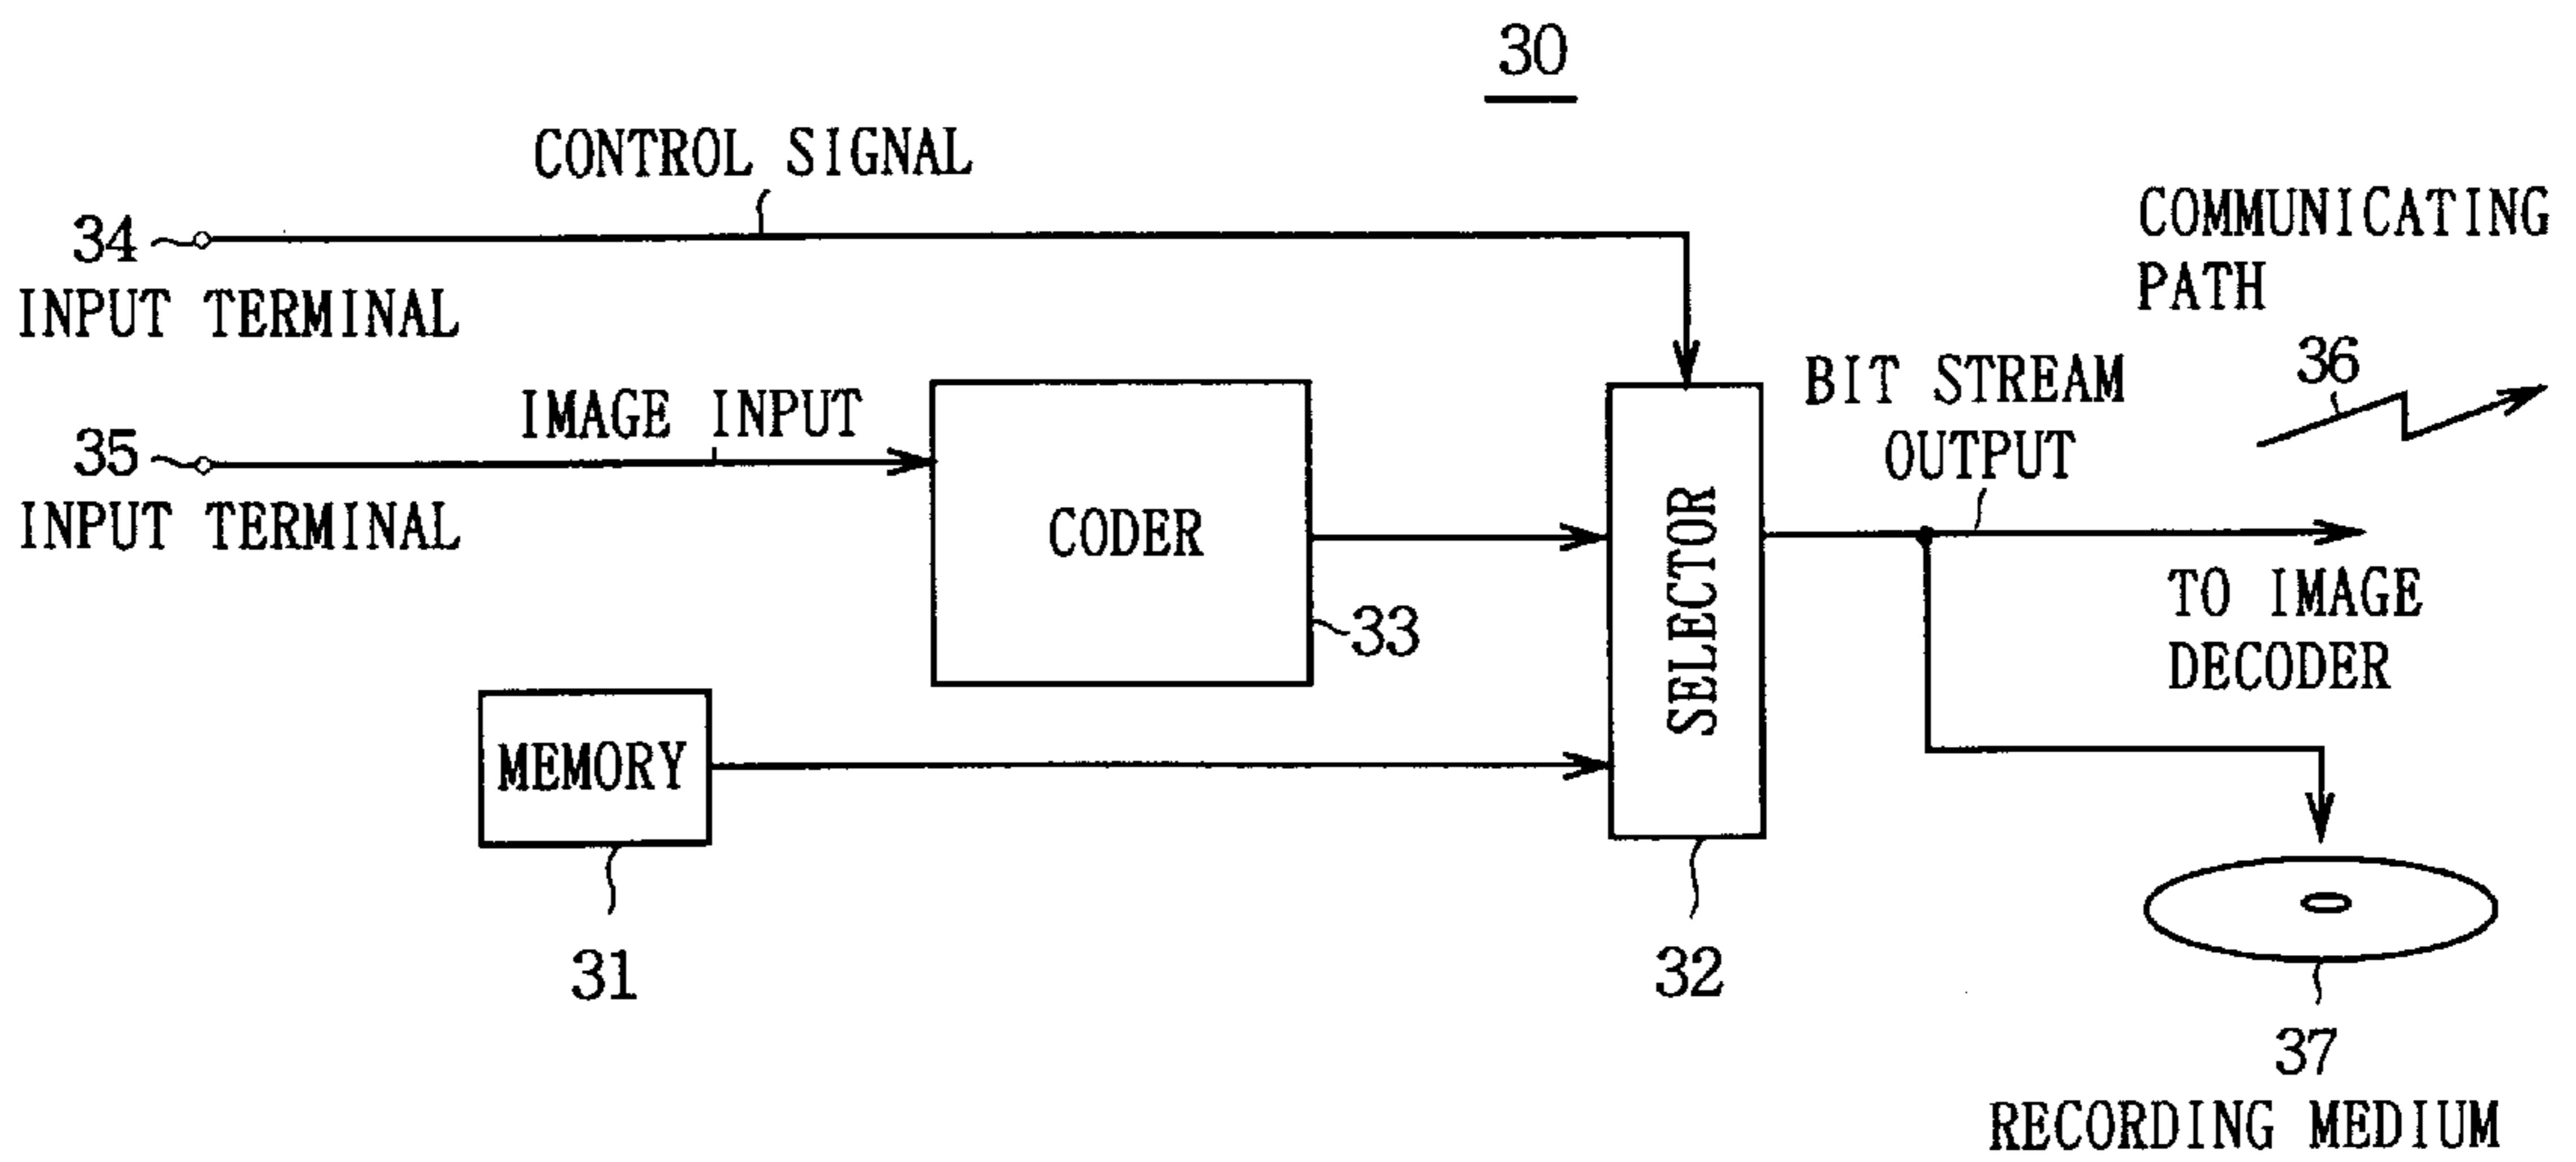 30
CONTROL SIGNAL
34
INPUT TERMINAL
COMMUNICATING
PATH
36
IMAGE INPUT
35
INPUT TERMINAL
CODER
33
BIT STREAM
OUTPUT
SELECTOR
TO IMAGE
DECODER
MEMORY
31
32
37
RECORDING MEDIUM